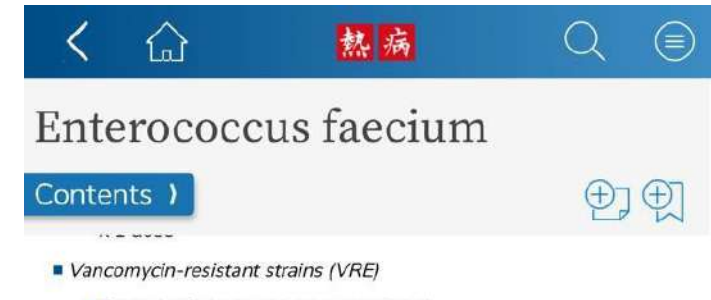 熱病
Enterococcus faecium
Contents
Vancomycin-resistant strains (VRE)